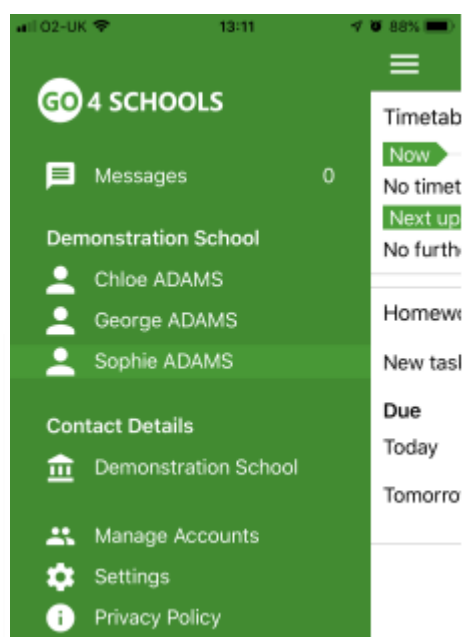 O2-UK 13:11 88%
GO 4 SCHOOLS
Messages 0
Demonstration School
Chloe ADAMS
George ADAMS
Sophie ADAMS
Contact Details
Demonstration School
Manage Accounts
Settings
Privacy Policy
Timetab
Now
No timet
Next up
No furth
Homew
New tas
Due
Today
Tomorro